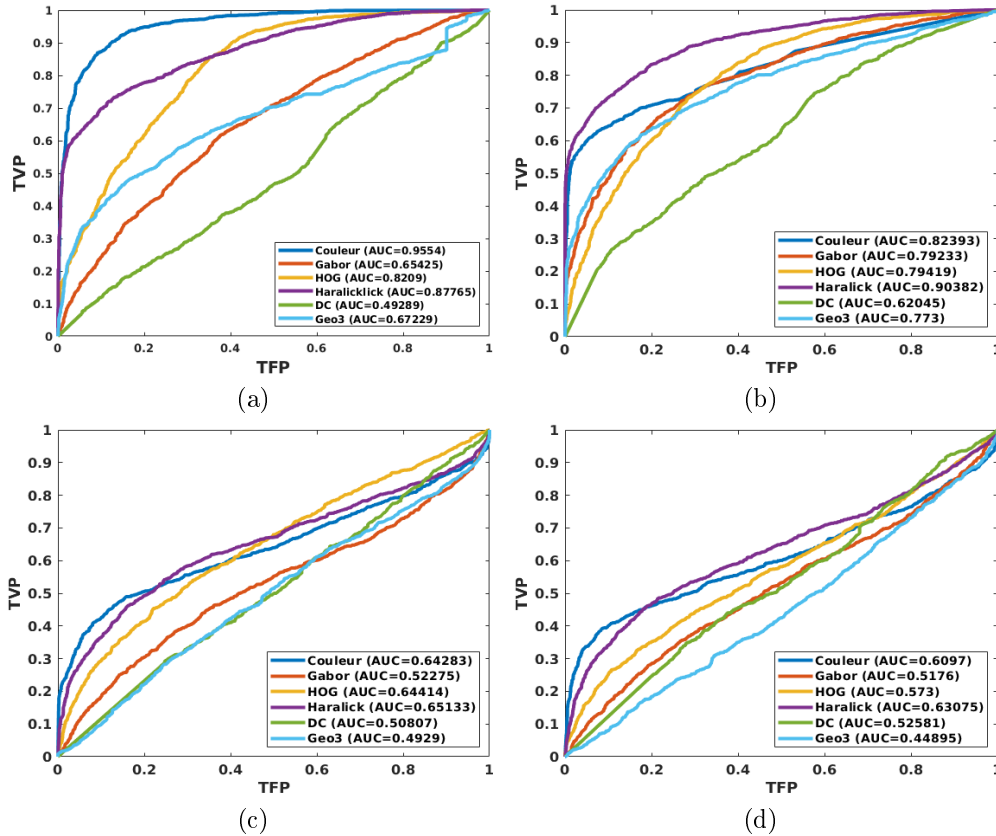 1
0.9
0.8
0.7
0.6
0.5
0.4
0.3
0.2
0.1
0
TVP
0 0.2 0.4 0.6 0.8 1
TFP
Couleur (AUC=0.9554)
Gabor (AUC=0.65425)
HOG (AUC=0.8209)
Haralicklick (AUC=0.87765)
DC (AUC=0.49289)
Geo3 (AUC=0.67229)
(a)
1
0.9
0.8
0.7
0.6
0.5
0.4
0.3
0.2
0.1
0
TVP
0 0.2 0.4 0.6 0.8 1
TFP
Couleur (AUC=0.82393)
Gabor (AUC=0.79233)
HOG (AUC=0.79419)
Haralick (AUC=0.90382)
DC (AUC=0.62045)
Geo3 (AUC=0.773)
(b)
1
0.9
0.8
0.7
0.6
0.5
0.4
0.3
0.2
0.1
0
TVP
0 0.2 0.4 0.6 0.8 1
TFP
Couleur (AUC=0.64283)
Gabor (AUC=0.52275)
HOG (AUC=0.64414)
Haralick (AUC=0.65133)
DC (AUC=0.50807)
Geo3 (AUC=0.4929)
(c)
1
0.9
0.8
0.7
0.6
0.5
0.4
0.3
0.2
0.1
0
TVP
0 0.2 0.4 0.6 0.8 1
TFP
Couleur (AUC=0.6097)
Gabor (AUC=0.5176)
HOG (AUC=0.573)
Haralick (AUC=0.63075)
DC (AUC=0.52581)
Geo3 (AUC=0.44895)
(d)